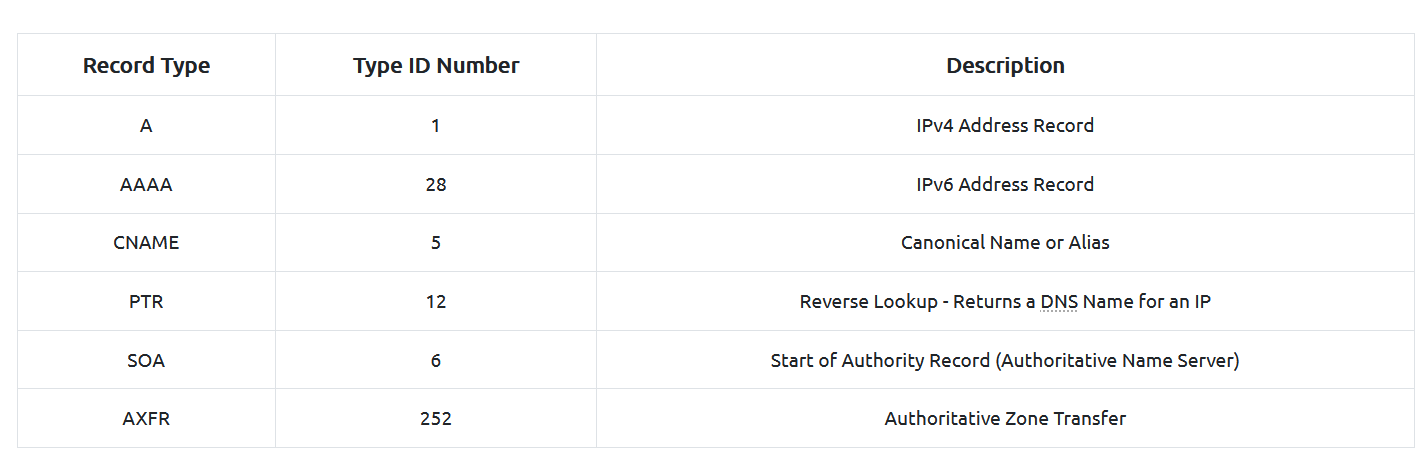 Record Type Type ID Number Description
A 1 IPv4 Address Record
AAAA 28 IPv6 Address Record
CNAME 5 Canonical Name or Alias
PTR 12 Reverse Lookup - Returns a DNS Name for an IP
SOA 6 Start of Authority Record (Authoritative Name Server)
AXFR 252 Authoritative Zone Transfer